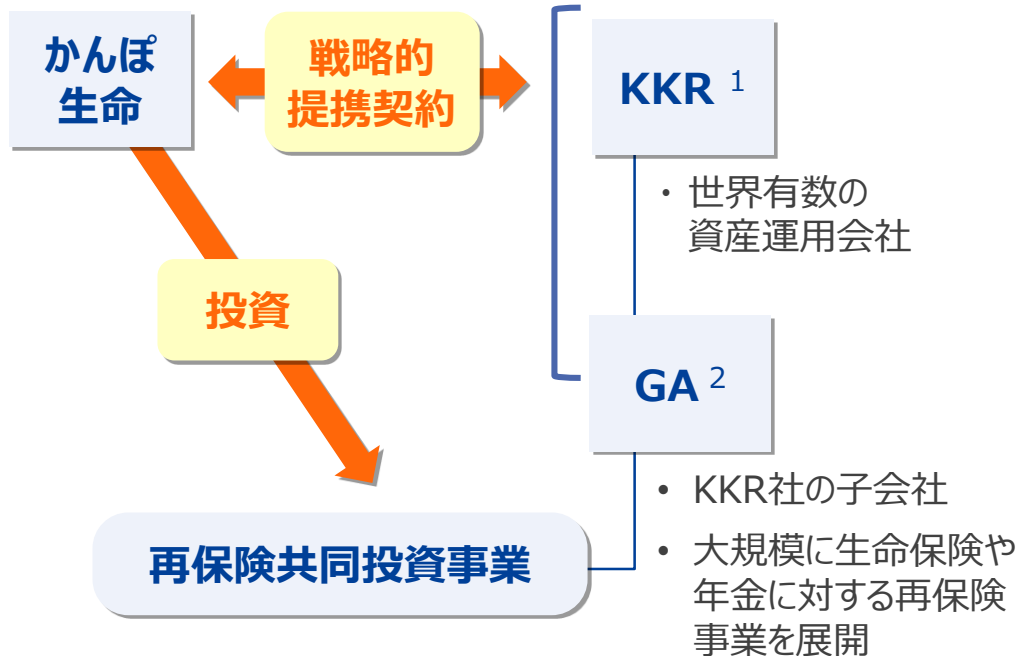 かんぽ
生命
戦略的
提携契約
KKR 1
・世界有数の
資産運用会社
投資
GA 2
• KKR社の子会社
• 大規模に生命保険や
年金に対する再保険
事業を展開
再保険共同投資事業